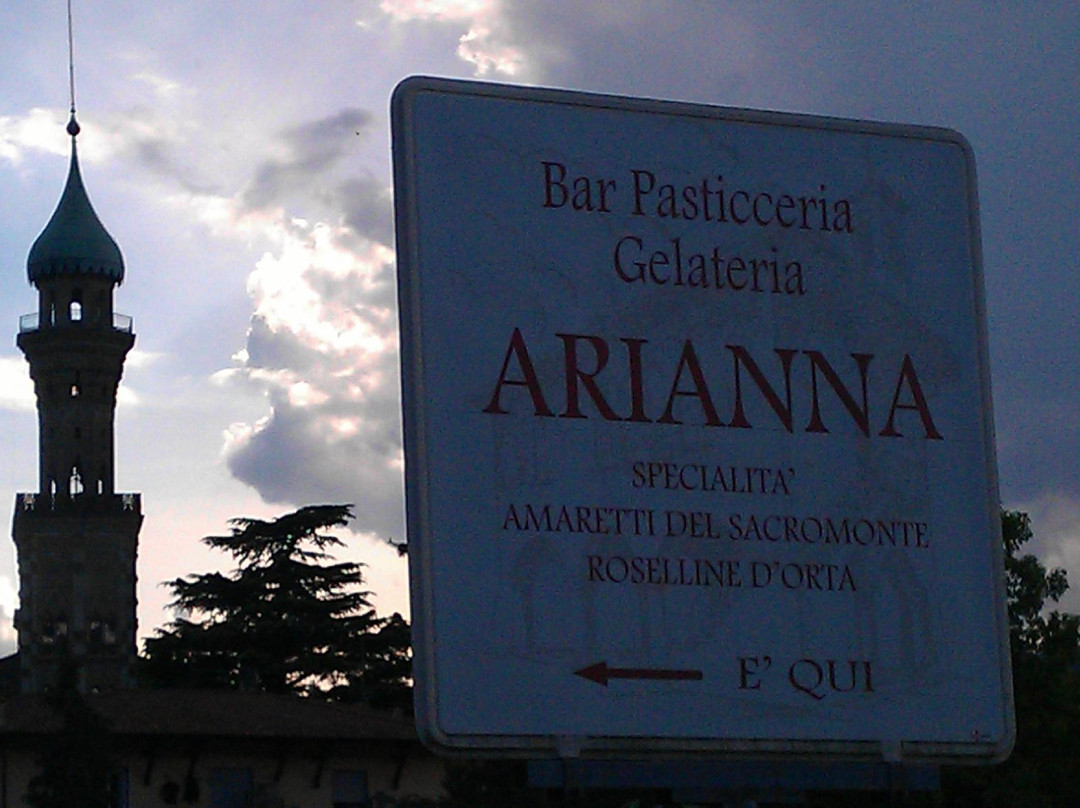 Bar Pasticceria
Gelateria
ARIANNA
SPECIALITA'
AMARETTI DEL SACROMONTE
ROSELLINE D'ORTA
E' QUI